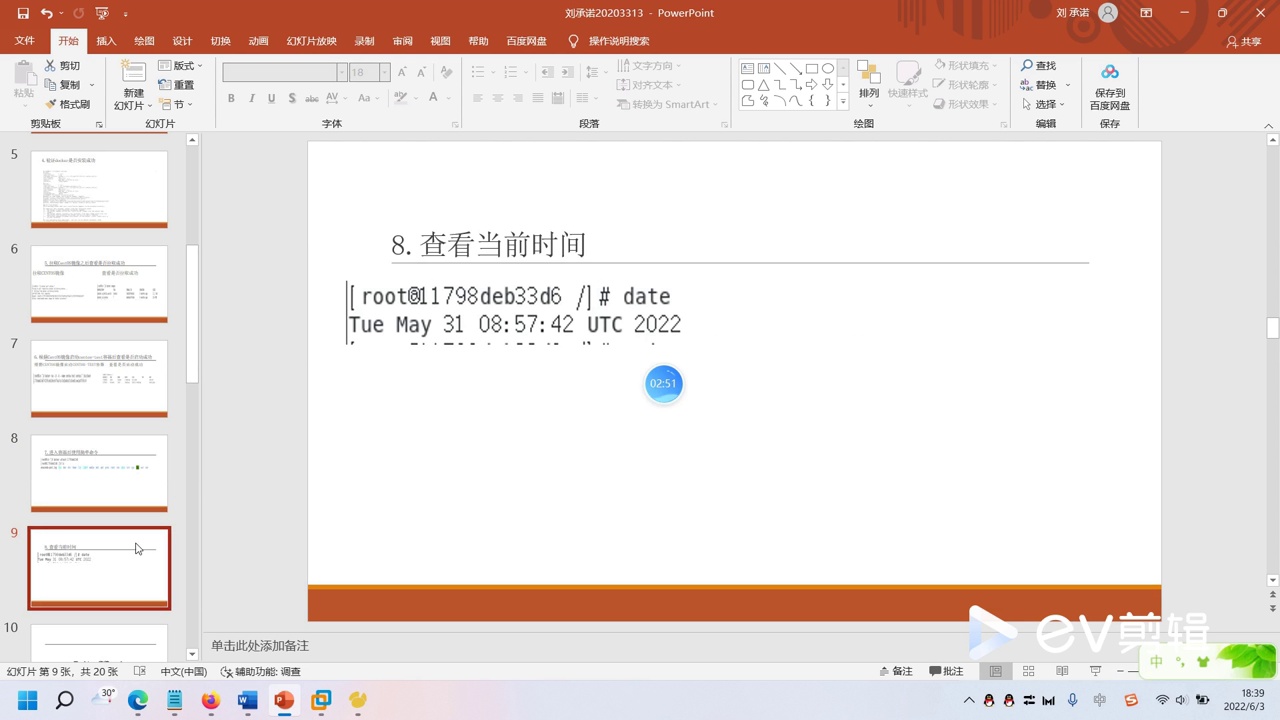 刘承诺20203313 - PowerPoint
刘 承诺
文件 开始 插入 绘图 设计 切换 动画 幻灯片放映 录制 审阅 视图 帮助 百度网盘 操作说明搜索 共享
粘贴 剪切 复制 格式刷 剪贴板
新建 幻灯片 版式 重置 节 幻灯片
18
B I U S abc AV Aa A 字体
文字方向 对齐文本 转换为 SmartArt 段落
排列 快速样式 形状填充 形状轮廓 形状效果 绘图
查找 替换 选择 编辑
保存到 百度网盘 保存
5
6
7
8
9
10
8. 查看当前时间
[root@11798deb33d6 /]# date
Tue May 31 08:57:42 UTC 2022
02:51
单击此处添加备注
EV剪辑
中
幻灯片 第 9 张，共 20 张 中文(中国) 辅助功能: 调查 备注 批注
30°
中
18:39
2022/6/3